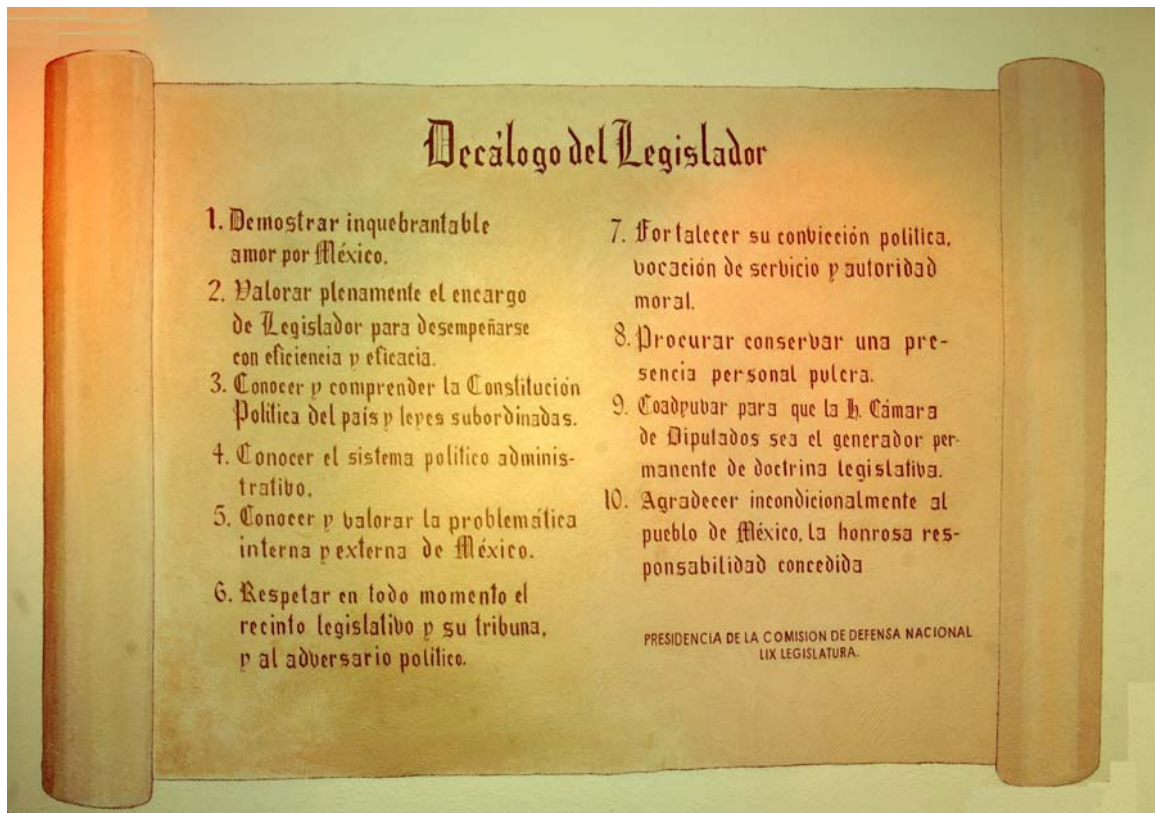 Decálogo del Legislador
1. Demostrar inquebrantable
amor por México.
2. Valorar plenamente el encargo
de Legislador para desempeñarse
con eficiencia y eficacia.
3. Conocer y comprender la Constitución
Política del país y leyes subordinadas.
4. Conocer el sistema político adminis-
trativo.
5. Conocer y valorar la problemática
interna y externa de México.
6. Respetar en todo momento el
recinto legislativo y su tribuna,
y al adversario político.
7. Fortalecer su convicción política,
vocación de servicio y autoridad
moral.
8. Procurar conservar una pre-
sencia personal pulcra.
9. Coadyuvar para que la H. Cámara
de Diputados sea el generador per-
manente de doctrina legislativa.
10. Agradecer incondicionalmente al
pueblo de México, la honrosa res-
ponsabilidad concedida
PRESIDENCIA DE LA COMISION DE DEFENSA NACIONAL
LIX LEGISLATURA.